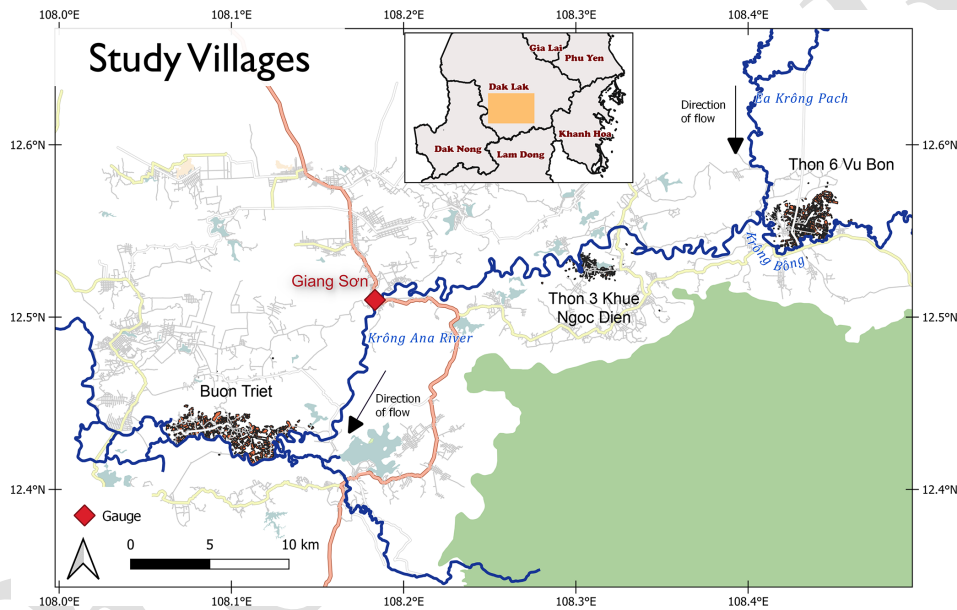 108.0°E 108.1°E 108.2°E 108.3°E 108.4°E
Study Villages
Gia Lai
Phu Yen
Dak Lak
Khanh Hoa
Dak Nong
Lam Dong
Direction
of flow
Ea Krông Pach
12.6°N 12.6°N
Thon 6 Vu Bon
Krông Bông
Giang Sơn
Thon 3 Khue
Ngoc Dien
12.5°N 12.5°N
Krông Ana River
Buon Triet
Direction
of flow
12.4°N 12.4°N
Gauge
0 5 10 km
108.0°E 108.1°E 108.2°E 108.3°E 108.4°E